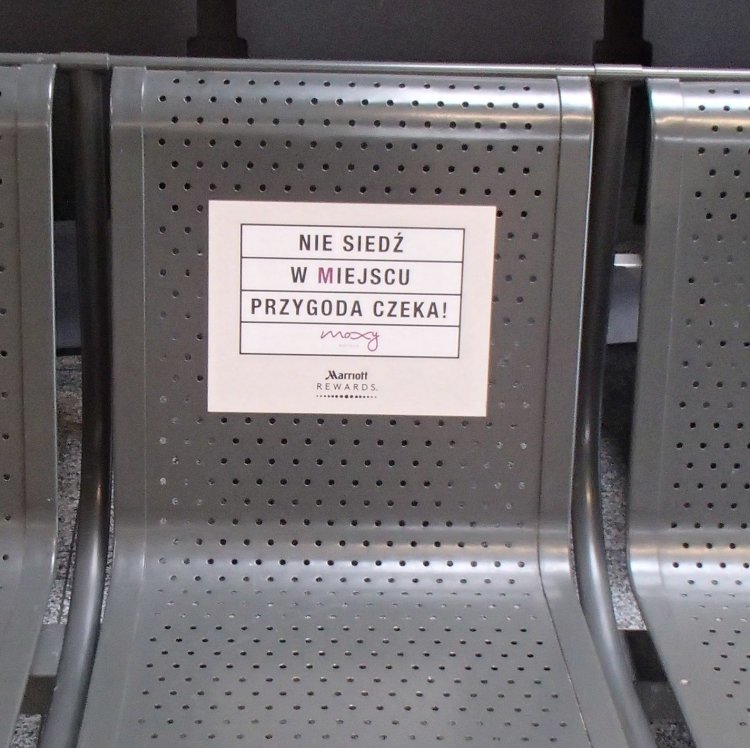 NIE SIEDŹ
W MIEJSCU
PRZYGODA CZEKA!
moxy
Marriott
REWARDS.